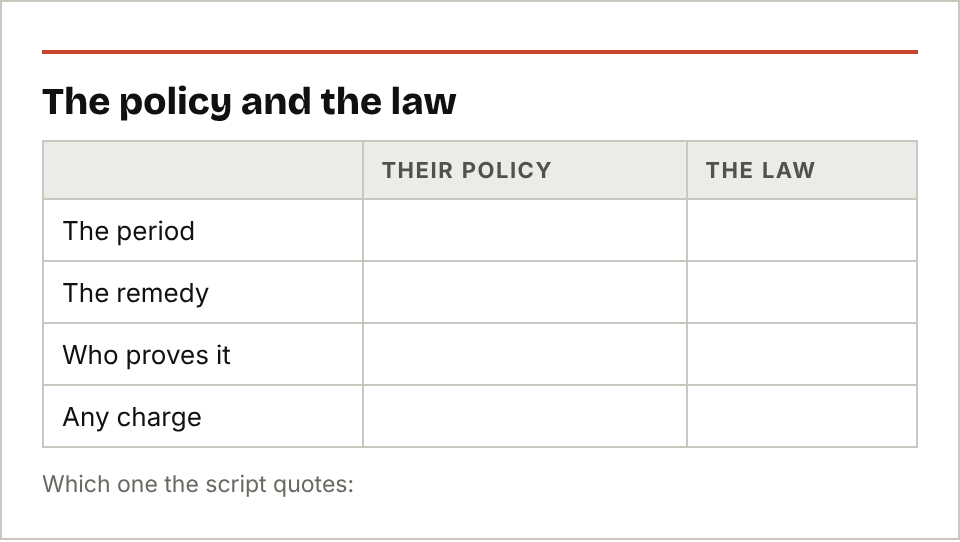 The policy and the law
THEIR POLICY THE LAW
The period
The remedy
Who proves it
Any charge
Which one the script quotes: